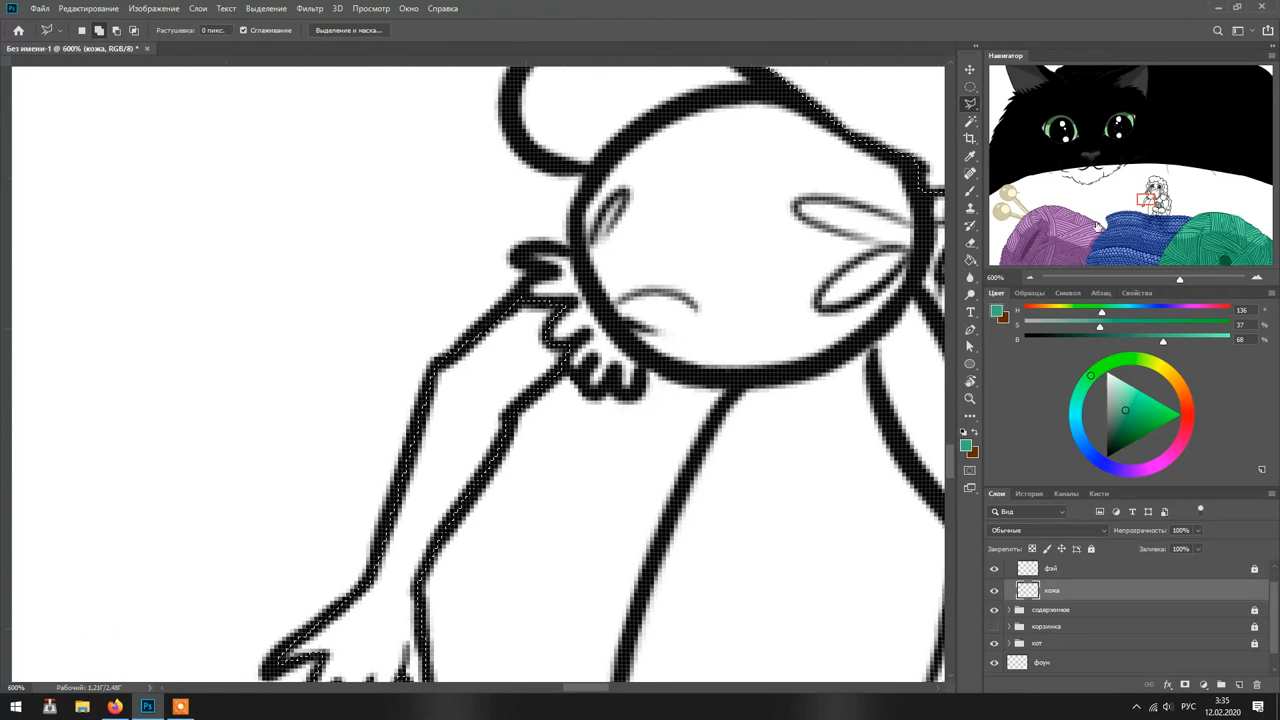 Ps Файл Редактирование Изображение Слои Текст Выделение Фильтр 3D Просмотр Окно Справка
Растушевка: 0 пикс. Сглаживание Выделение и маска...
Без имени-1 @ 600% (кожа, RGB/8) *
Навигатор
600%
Цвет Образцы Символ Абзац Свойства
H 136 °
S 37 %
B 68 %
Слои История Каналы Кисти
Вид
Обычные Непрозрачность: 100%
Закрепить: Заливка: 100%
фэй
кожа
содержимое
корзинка
кот
фоун
600% Рабочий: 1,21Г/2,48Г
Ps РУС 3:35
12.02.2020